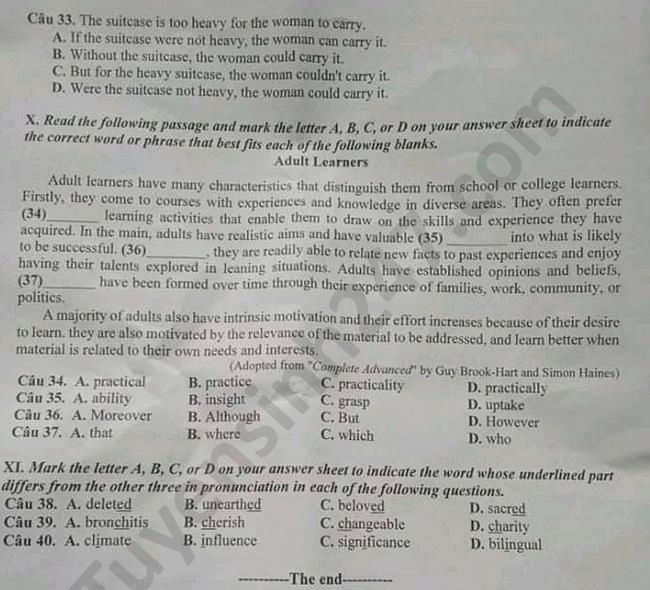 Câu 33. The suitcase is too heavy for the woman to carry.
A. If the suitcase were not heavy, the woman can carry it.
B. Without the suitcase, the woman could carry it.
C. But for the heavy suitcase, the woman couldn't carry it.
D. Were the suitcase not heavy, the woman could carry it.
X. Read the following passage and mark the letter A, B, C, or D on your answer sheet to indicate
the correct word or phrase that best fits each of the following blanks.
Adult Learners
Adult learners have many characteristics that distinguish them from school or college learners.
Firstly, they come to courses with experiences and knowledge in diverse areas. They often prefer
(34)________ learning activities that enable them to draw on the skills and experience they have
acquired. In the main, adults have realistic aims and have valuable (35) ________ into what is likely
to be successful. (36)________, they are readily able to relate new facts to past experiences and enjoy
having their talents explored in leaning situations. Adults have established opinions and beliefs,
(37)________ have been formed over time through their experience of families, work, community, or
politics.
A majority of adults also have intrinsic motivation and their effort increases because of their desire
to learn. they are also motivated by the relevance of the material to be addressed, and learn better when
material is related to their own needs and interests.
(Adopted from "Complete Advanced" by Guy Brook-Hart and Simon Haines)
Câu 34. A. practical B. practice C. practicality D. practically
Câu 35. A. ability B. insight C. grasp D. uptake
Câu 36. A. Moreover B. Although C. But D. However
Câu 37. A. that B. where C. which D. who
XI. Mark the letter A, B, C, or D on your answer sheet to indicate the word whose underlined part
differs from the other three in pronunciation in each of the following questions.
Câu 38. A. deleted B. unearthed C. beloved D. sacred
Câu 39. A. bronchitis B. cherish C. changeable D. charity
Câu 40. A. climate B. influence C. significance D. bilingual
----------The end----------
Tuyensinh247.com